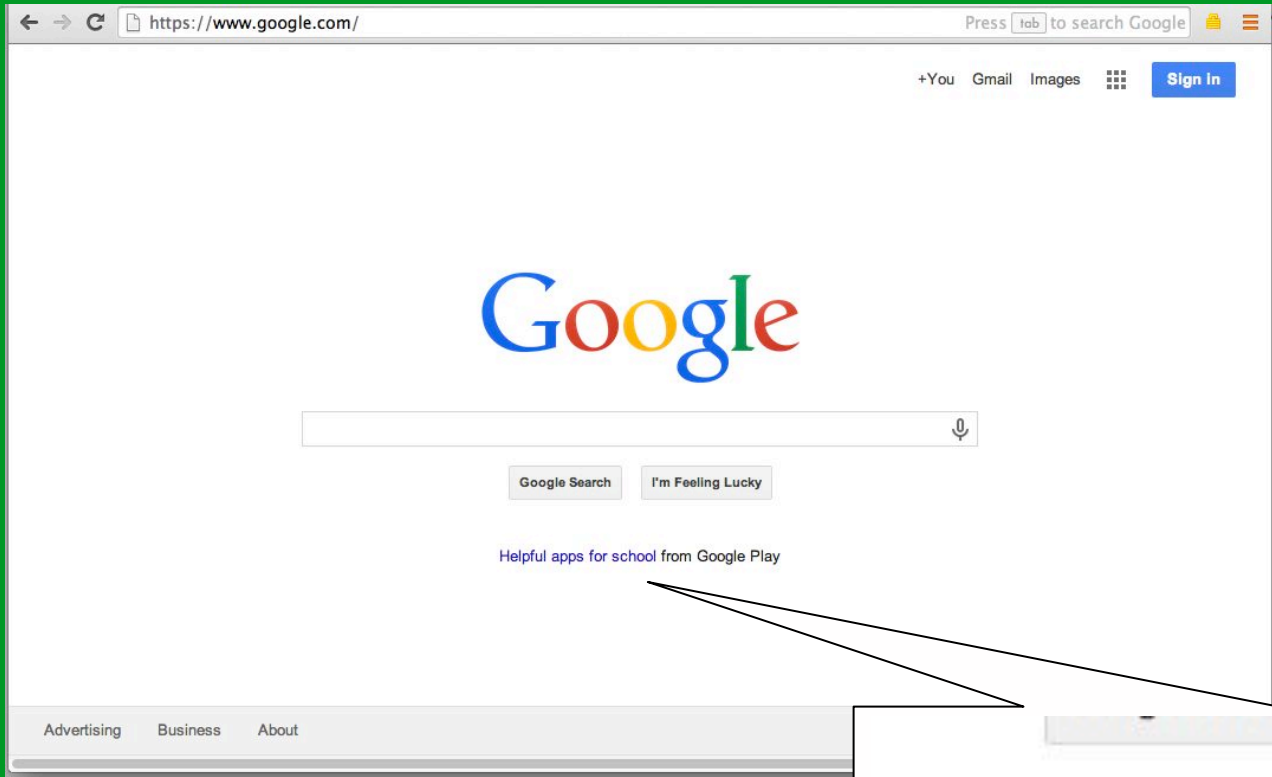 https://www.google.com/ Press tab to search Google
+You Gmail Images Sign in
Google
Google Search I'm Feeling Lucky
Helpful apps for school from Google Play
Advertising Business About